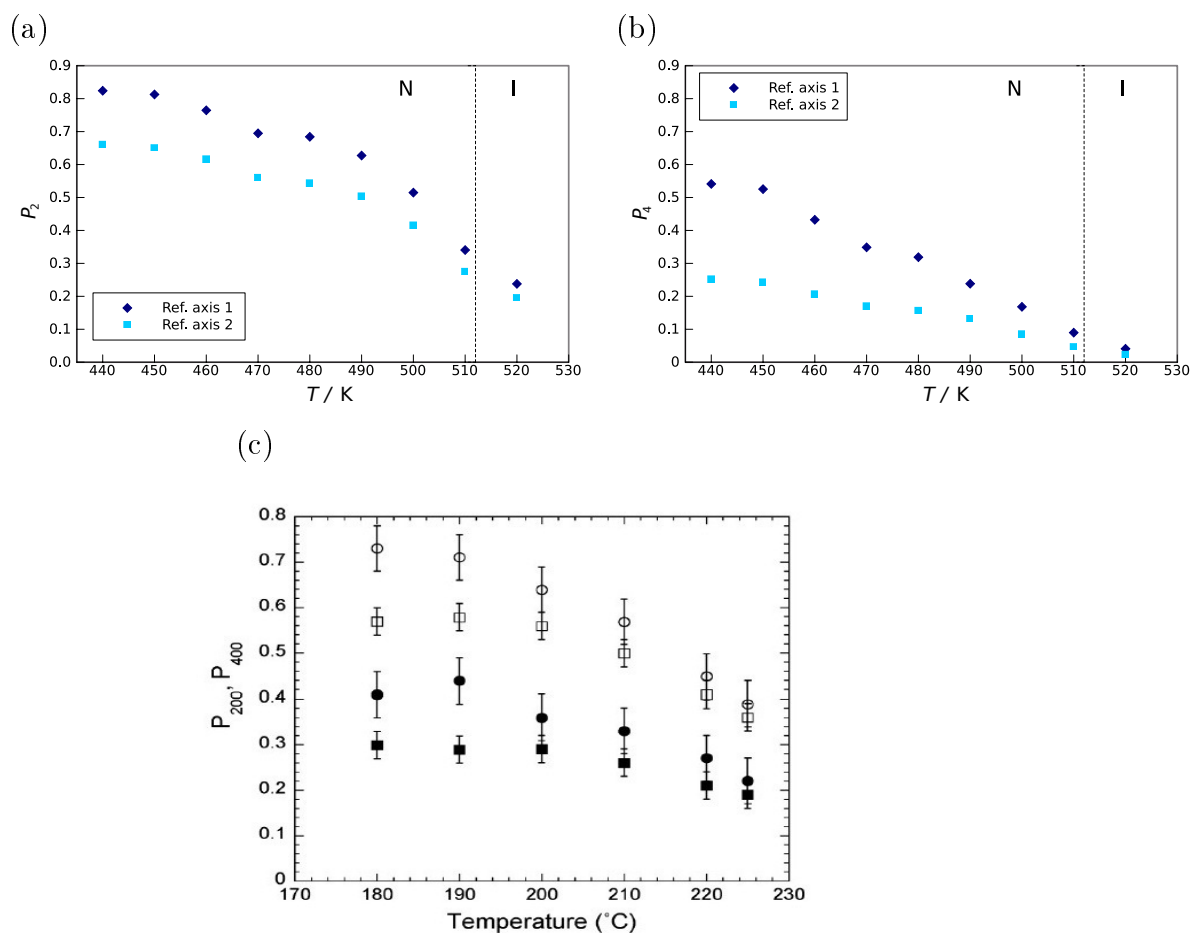 (a)
0.9
0.8
0.7
0.6
0.5
0.4
0.3
0.2
0.1
0.0
P2
N
I
Ref. axis 1
Ref. axis 2
440 450 460 470 480 490 500 510 520 530
T / K
(b)
0.9
0.8
0.7
0.6
0.5
0.4
0.3
0.2
0.1
0.0
P4
Ref. axis 1
Ref. axis 2
N
I
440 450 460 470 480 490 500 510 520 530
T / K
(c)
0.8
0.7
0.6
0.5
0.4
0.3
0.2
0.1
0
P200, P400
170 180 190 200 210 220 230
Temperature (°C)